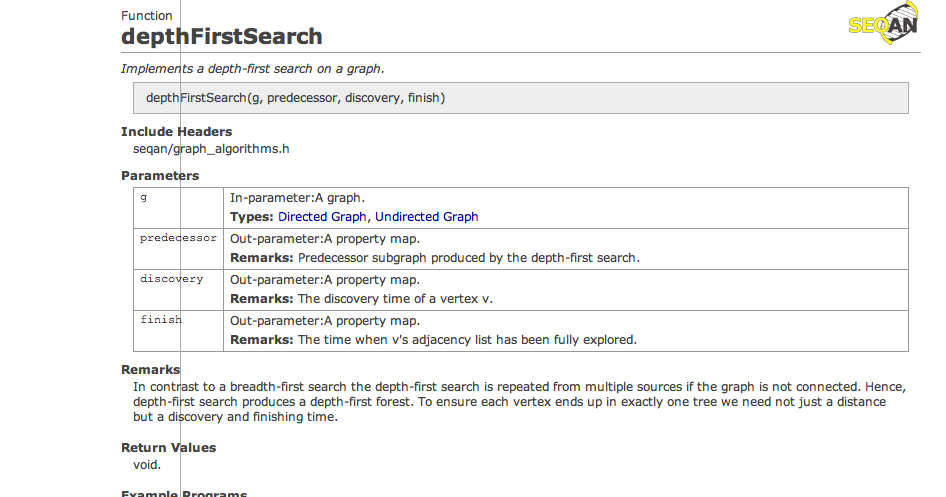 Function
SEQAN
depthFirstSearch
Implements a depth-first search on a graph.
depthFirstSearch(g, predecessor, discovery, finish)
Include Headers
seqan/graph_algorithms.h
Parameters
g
In-parameter:A graph.
Types: Directed Graph, Undirected Graph
predecessor
Out-parameter:A property map.
Remarks: Predecessor subgraph produced by the depth-first search.
discovery
Out-parameter:A property map.
Remarks: The discovery time of a vertex v.
finish
Out-parameter:A property map.
Remarks: The time when v's adjacency list has been fully explored.
Remarks
In contrast to a breadth-first search the depth-first search is repeated from multiple sources if the graph is not connected. Hence,
depth-first search produces a depth-first forest. To ensure each vertex ends up in exactly one tree we need not just a distance
but a discovery and finishing time.
Return Values
void.
Example Programs